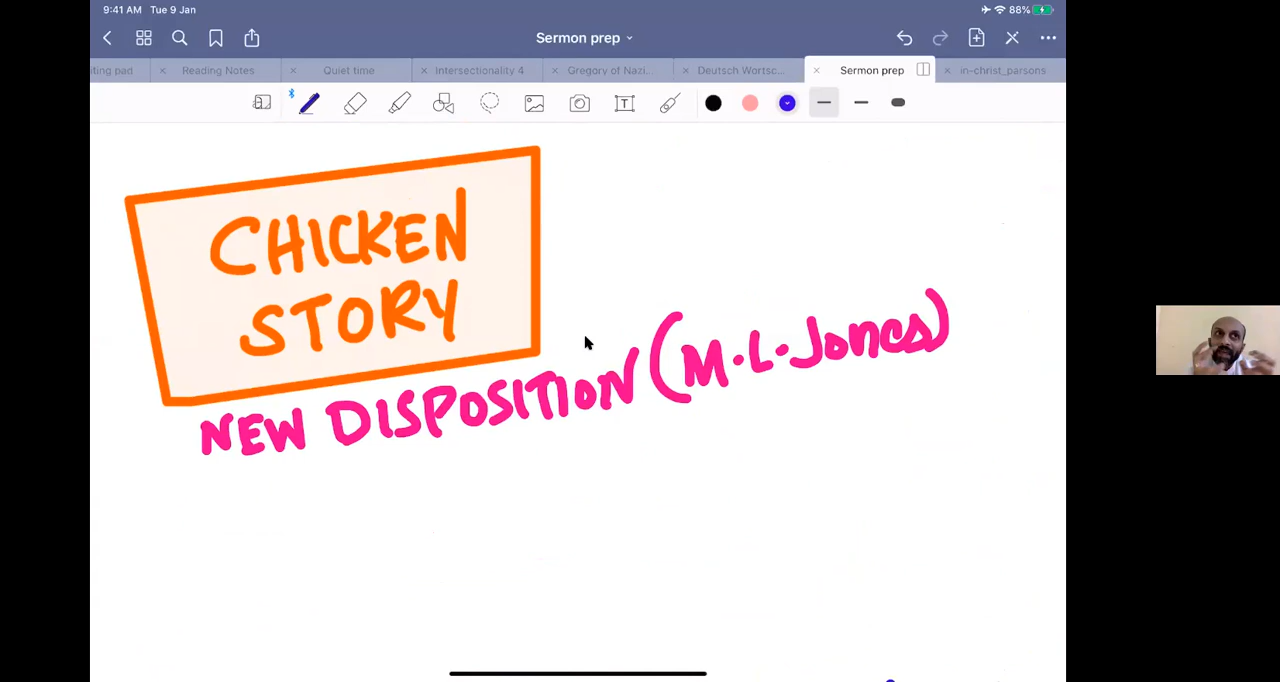 9:41 AM Tue 9 Jan
88%
Sermon prep
iting pad
Reading Notes
Quiet time
Intersectionality 4
Gregory of Nazi...
Deutsch Wortsc...
Sermon prep
in-christ_parsons
T
CHICKEN
STORY
NEW DISPOSITION (M.L.Jones)